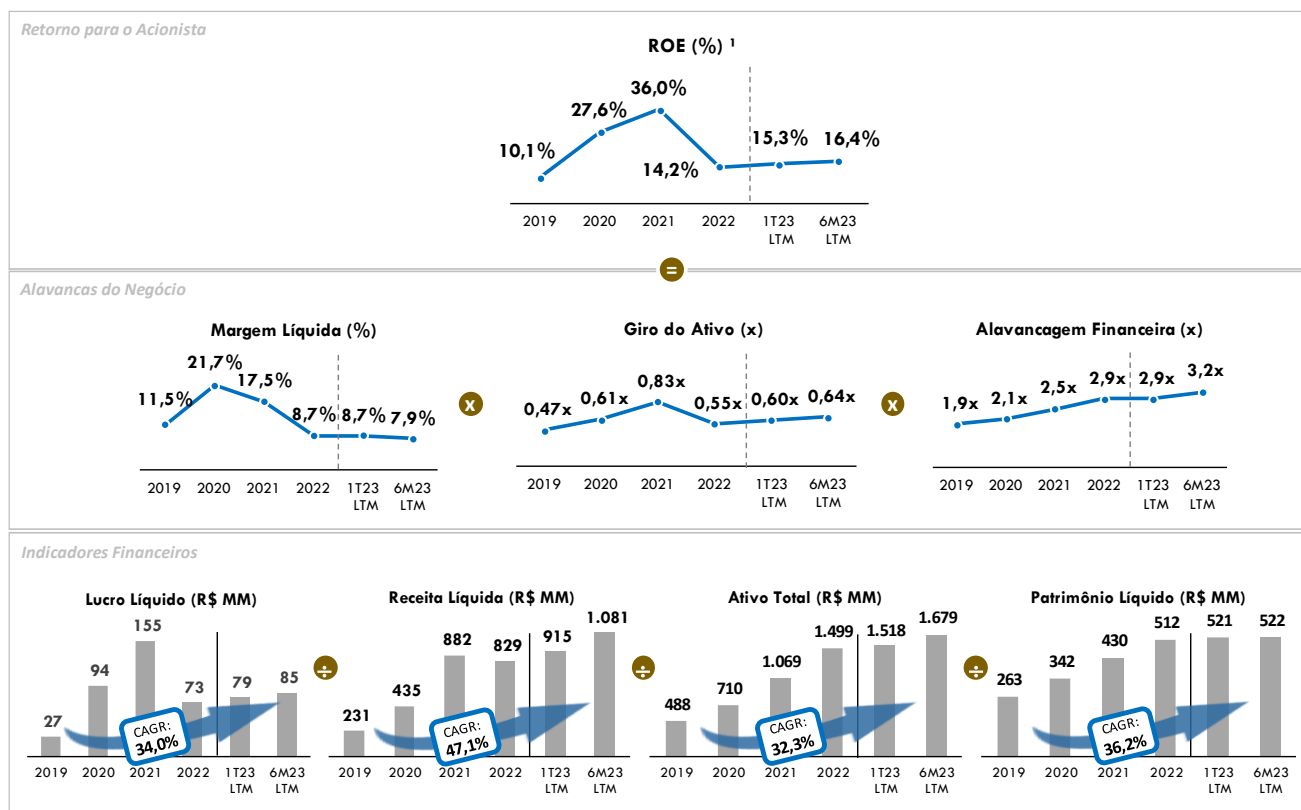 Retorno para o Acionista
ROE (%) ¹
10,1%
27,6%
36,0%
14,2%
15,3%
16,4%
2019 2020 2021 2022 1T23 LTM 6M23 LTM
=
Alavancas do Negócio
Margem Líquida (%)
11,5%
21,7%
17,5%
8,7%
8,7%
7,9%
2019 2020 2021 2022 1T23 LTM 6M23 LTM
x
Giro do Ativo (x)
0,47x
0,61x
0,83x
0,55x
0,60x
0,64x
2019 2020 2021 2022 1T23 LTM 6M23 LTM
x
Alavancagem Financeira (x)
1,9x
2,1x
2,5x
2,9x
2,9x
3,2x
2019 2020 2021 2022 1T23 LTM 6M23 LTM
Indicadores Financeiros
Lucro Líquido (R$ MM)
27
94
155
73
79
85
CAGR:
34,0%
2019 2020 2021 2022 1T23 LTM 6M23 LTM
÷
Receita Líquida (R$ MM)
231
435
882
829
915
1.081
CAGR:
47,1%
2019 2020 2021 2022 1T23 LTM 6M23 LTM
÷
Ativo Total (R$ MM)
488
710
1.069
1.499
1.518
1.679
CAGR:
32,3%
2019 2020 2021 2022 1T23 LTM 6M23 LTM
÷
Patrimônio Líquido (R$ MM)
263
342
430
512
521
522
CAGR:
36,2%
2019 2020 2021 2022 1T23 LTM 6M23 LTM